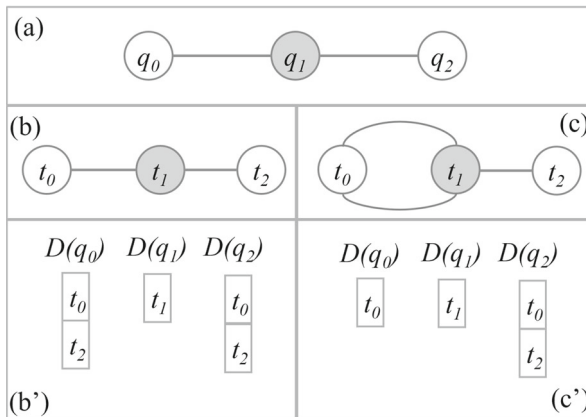 (a)
q₀ q₁ q₂
(b) (c)
t₀ t₁ t₂ t₀ t₁ t₂
D(q₀) D(q₁) D(q₂) D(q₀) D(q₁) D(q₂)
t₀ t₁ t₀ t₀ t₁ t₀
t₂ t₂ t₂
(b’) (c’)